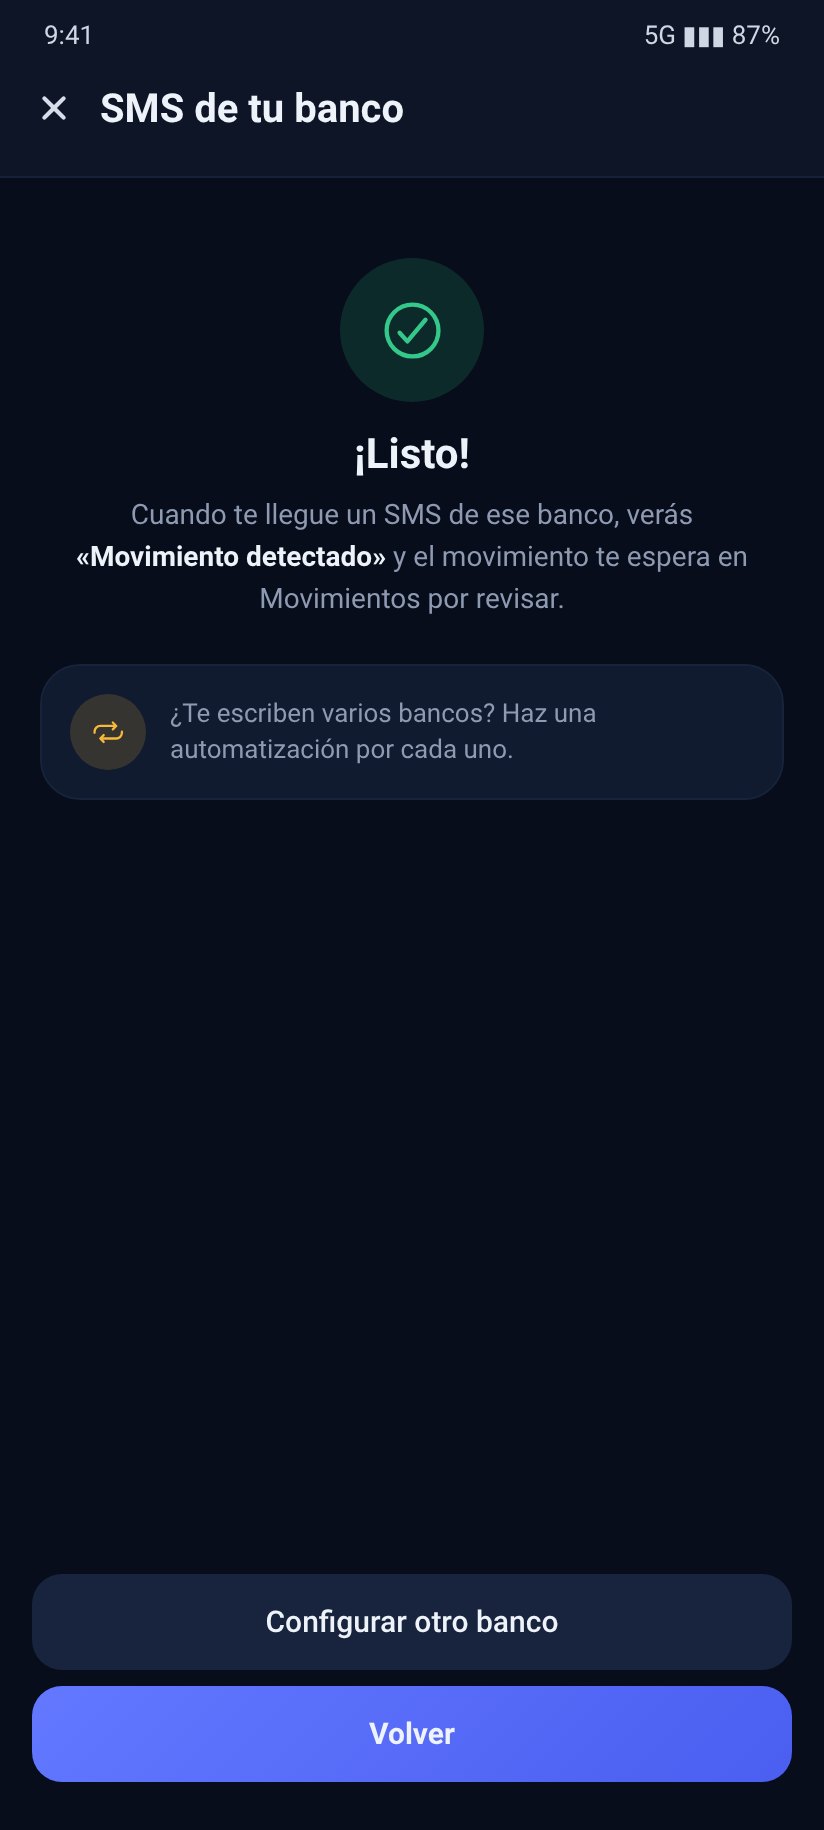 9:41
5G 87%
SMS de tu banco
¡Listo!
Cuando te llegue un SMS de ese banco, verás
«Movimiento detectado» y el movimiento te espera en
Movimientos por revisar.
¿Te escriben varios bancos? Haz una
automatización por cada uno.
Configurar otro banco
Volver